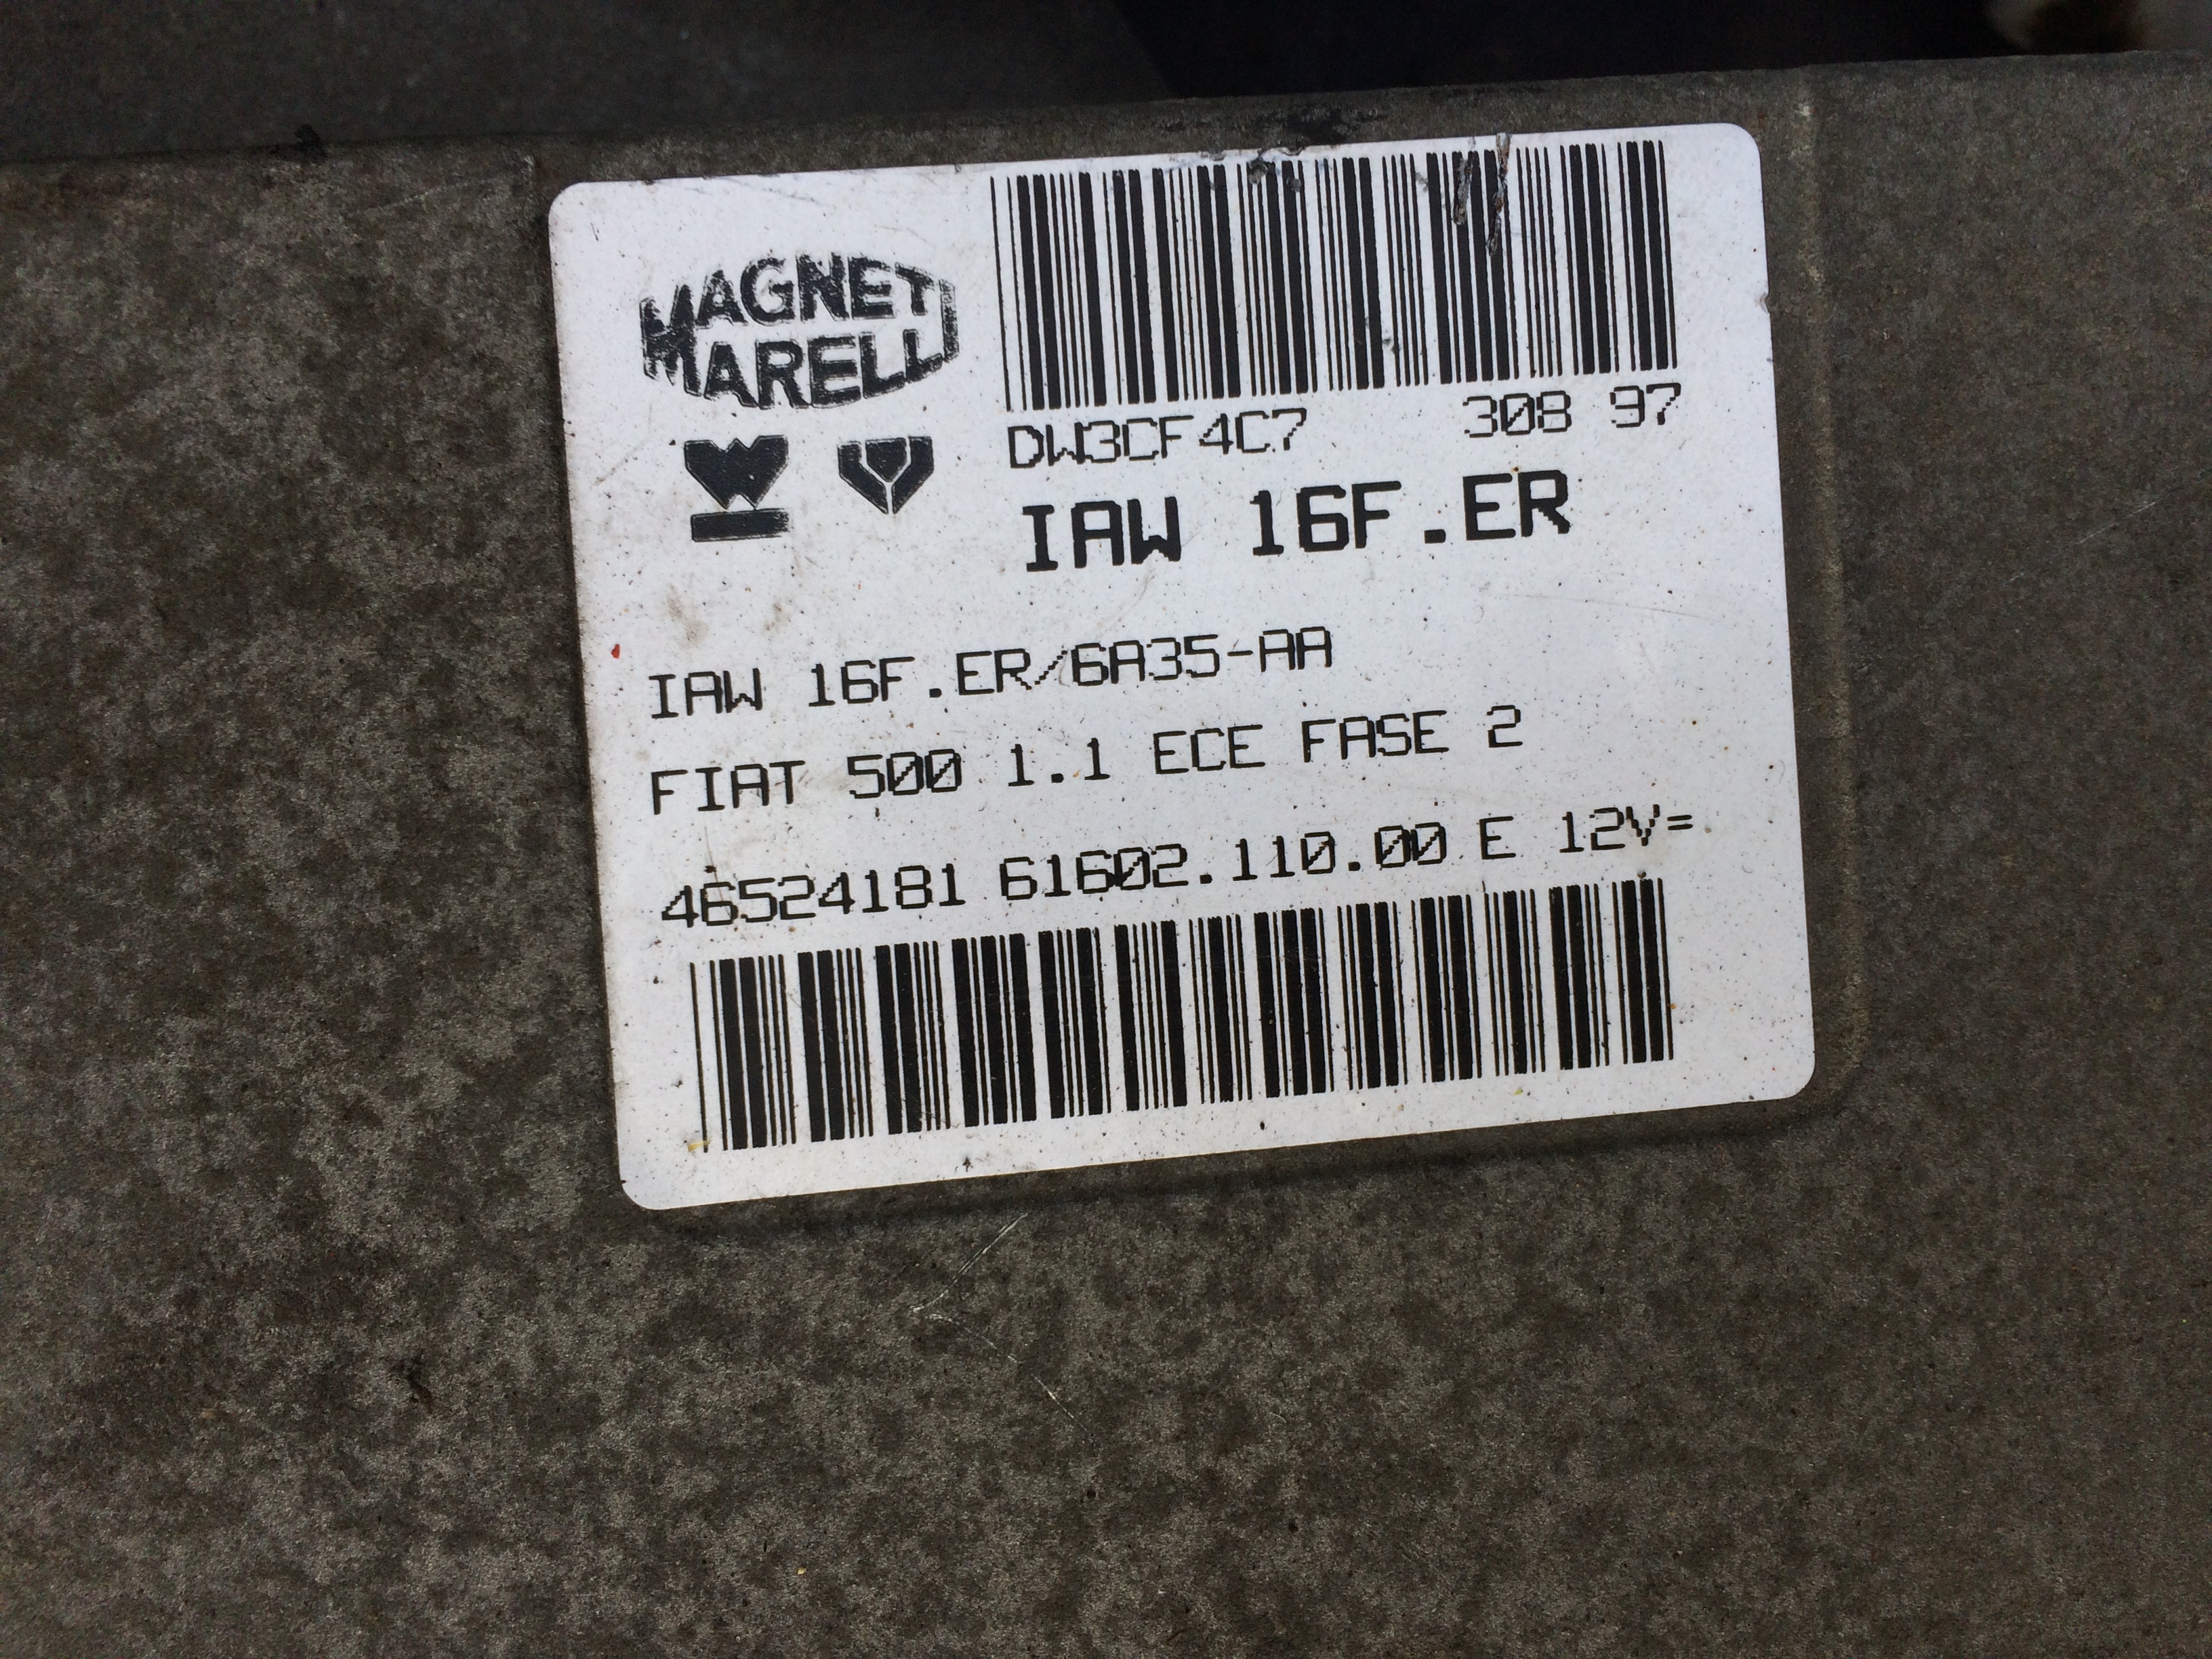 MAGNETI
MARELLI
DW3CF4C7 308 97
IAW 16F.ER
IAW 16F.ER/6A35-AA
FIAT 500 1.1 ECE FASE 2
46524181 61602.110.00 E 12V=